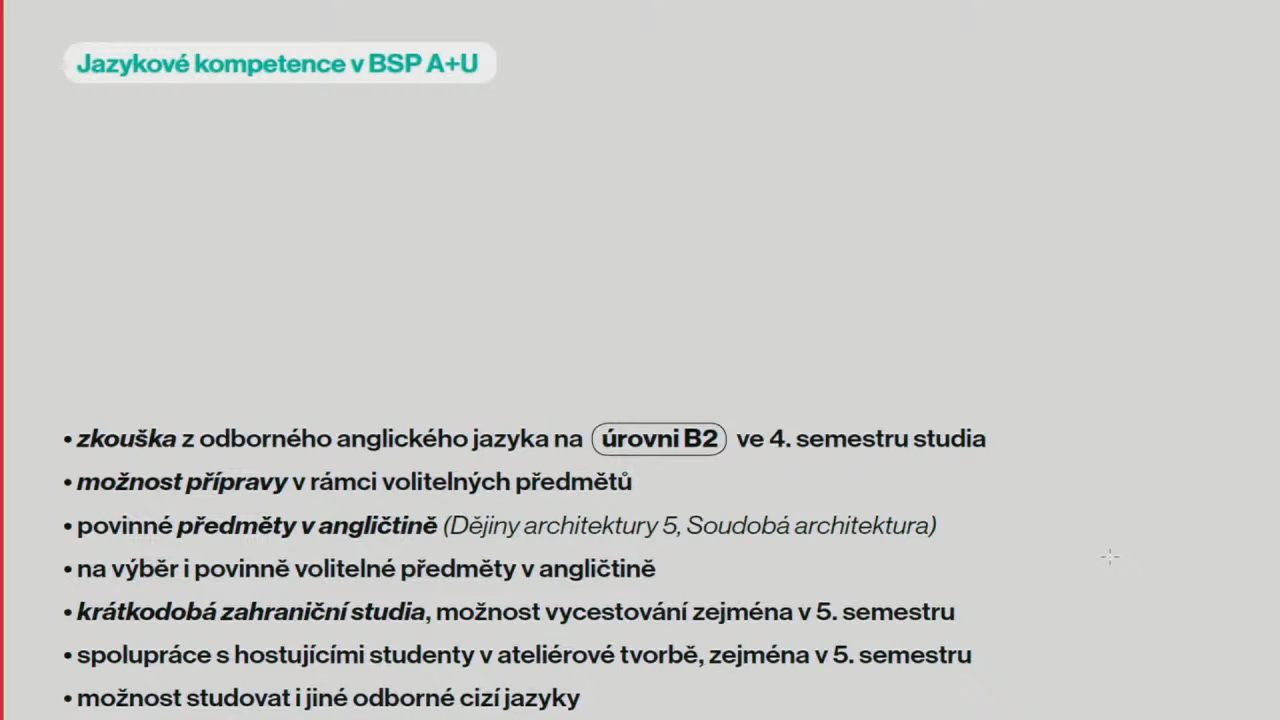 Jazykové kompetence v BSP A+U
• zkouška z odborného anglického jazyka na úrovni B2 ve 4. semestru studia
• možnost přípravy v rámci volitelných předmětů
• povinné předměty v angličtině (Dějiny architektury 5, Soudobá architektura)
• na výběr i povinně volitelné předměty v angličtině
• krátkodobá zahraniční studia, možnost vycestování zejména v 5. semestru
• spolupráce s hostujícími studenty v ateliérové tvorbě, zejména v 5. semestru
• možnost studovat i jiné odborné cizí jazyky